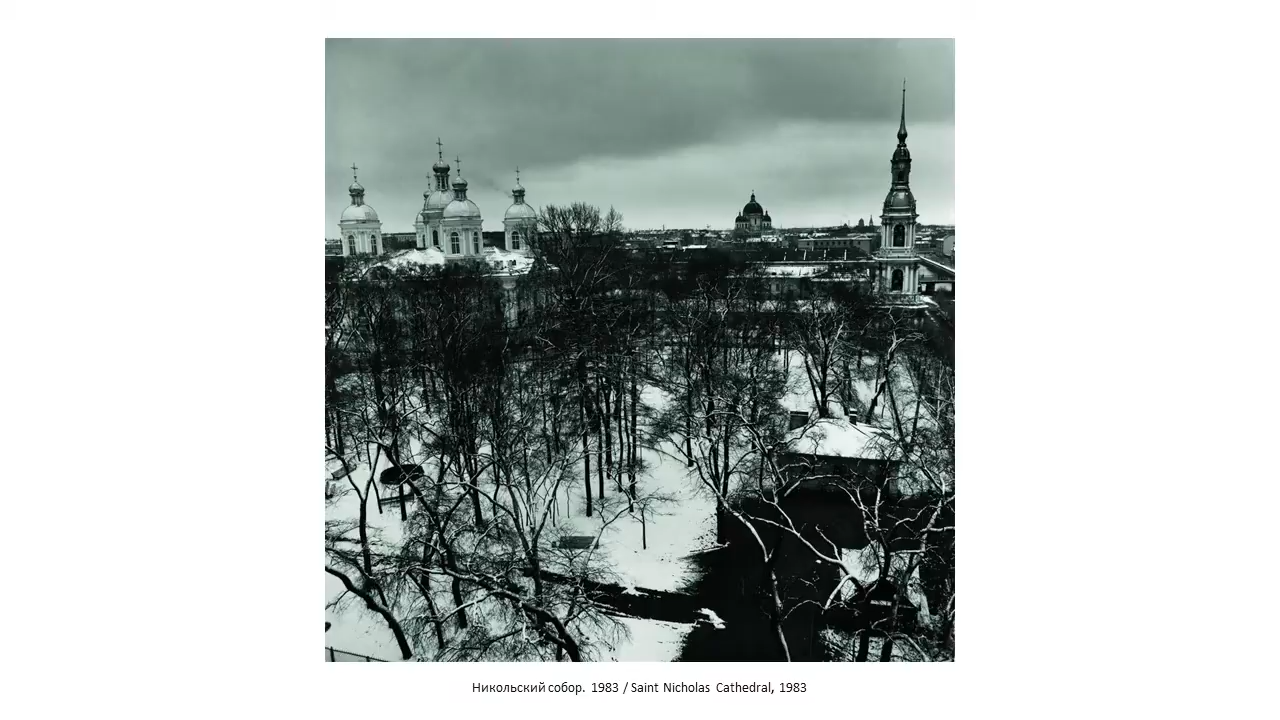 Никольский собор. 1983 / Saint Nicholas Cathedral, 1983